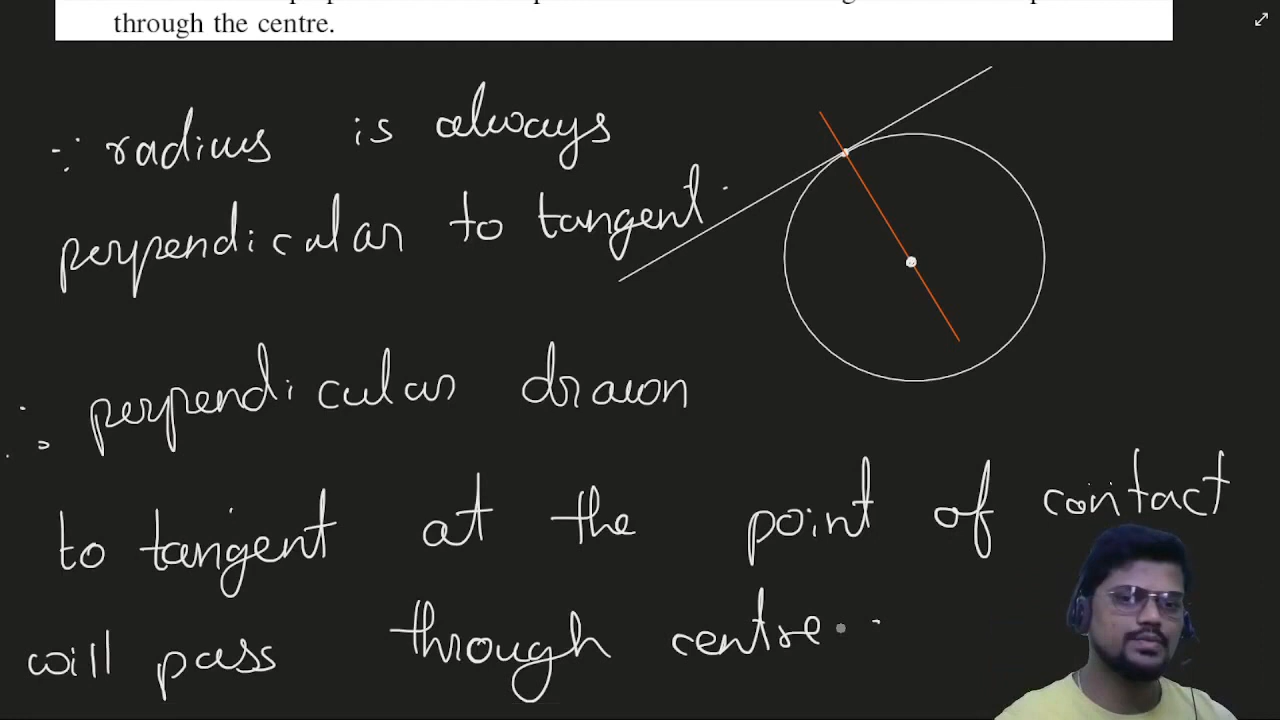 through the centre.
∵ radius is always
perpendicular to tangent.
∴ perpendicular drawn
to tangent at the point of contact
will pass through centre.